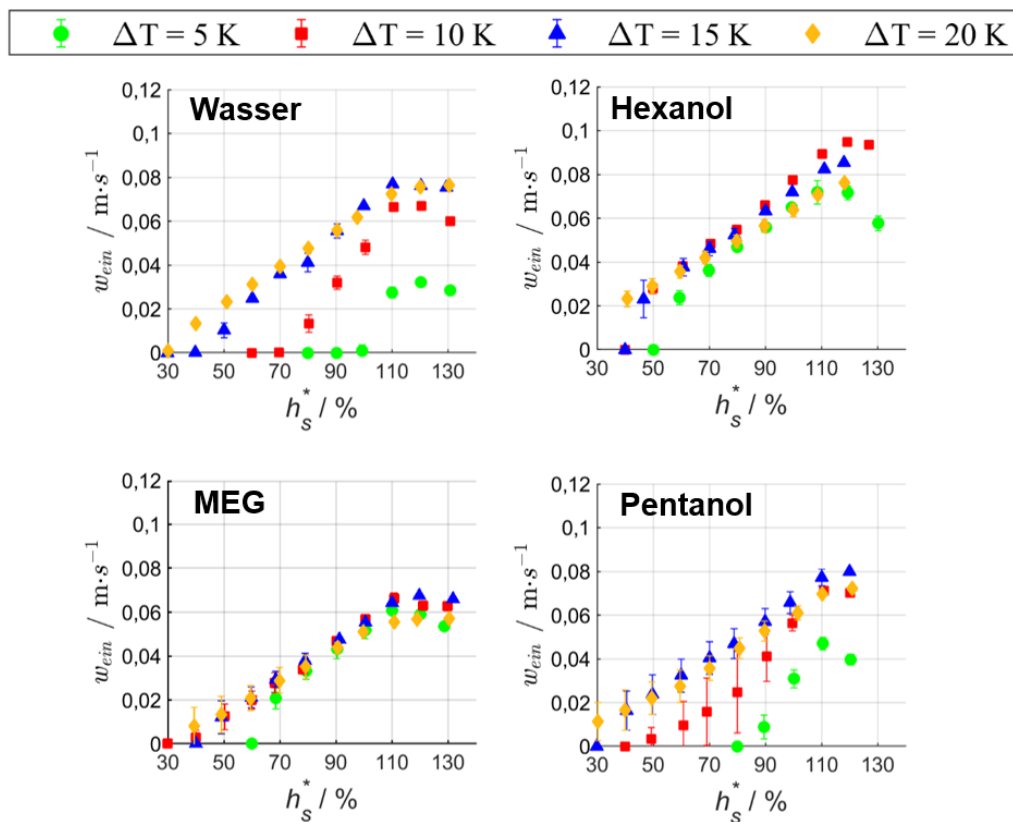 ΔT = 5 K ΔT = 10 K ΔT = 15 K ΔT = 20 K
Wasser
0,12
0,1
0,08
0,06
0,04
0,02
0
w_ein / m·s⁻¹
30 50 70 90 110 130
h_s^* / %
Hexanol
0,12
0,1
0,08
0,06
0,04
0,02
0
w_ein / m·s⁻¹
30 50 70 90 110 130
h_s^* / %
MEG
0,12
0,1
0,08
0,06
0,04
0,02
0
w_ein / m·s⁻¹
30 50 70 90 110 130
h_s^* / %
Pentanol
0,12
0,1
0,08
0,06
0,04
0,02
0
w_ein / m·s⁻¹
30 50 70 90 110 130
h_s^* / %